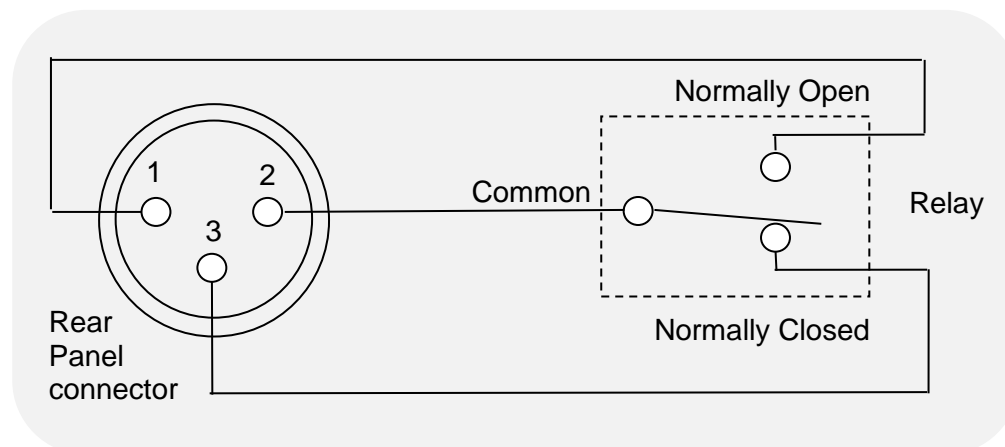 Normally Open
1
2
Common
Relay
3
Rear
Panel
connector
Normally Closed